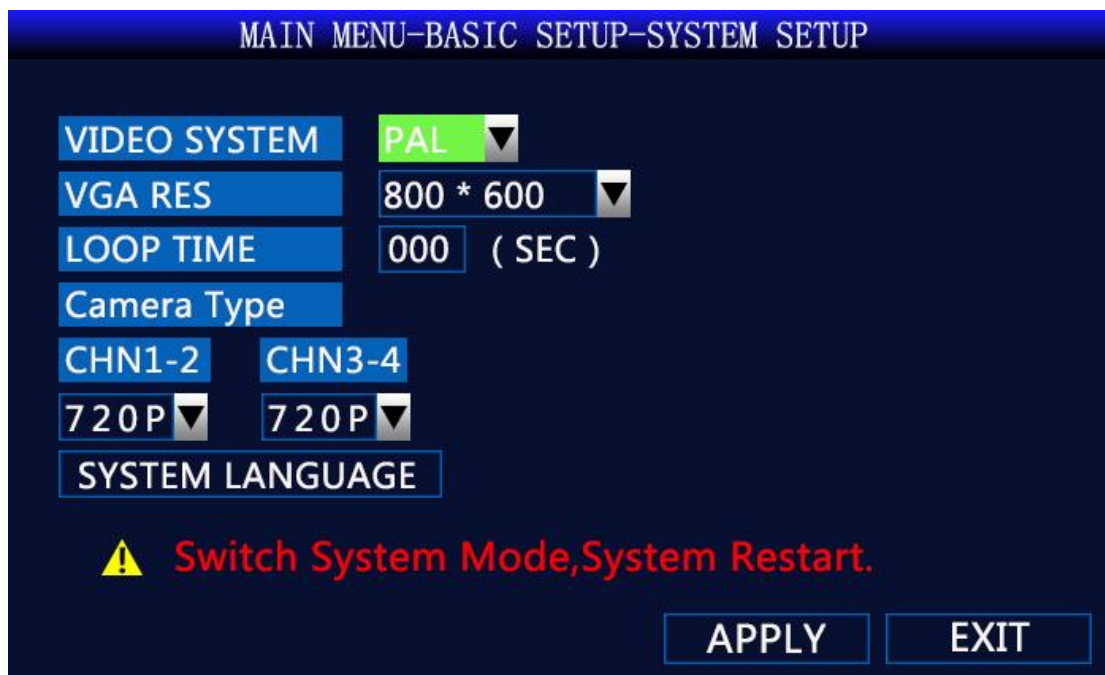 MAIN MENU-BASIC SETUP-SYSTEM SETUP
VIDEO SYSTEM PAL
VGA RES 800 * 600
LOOP TIME 000 ( SEC )
Camera Type
CHN1-2 CHN3-4
720P 720P
SYSTEM LANGUAGE
Switch System Mode,System Restart.
APPLY EXIT